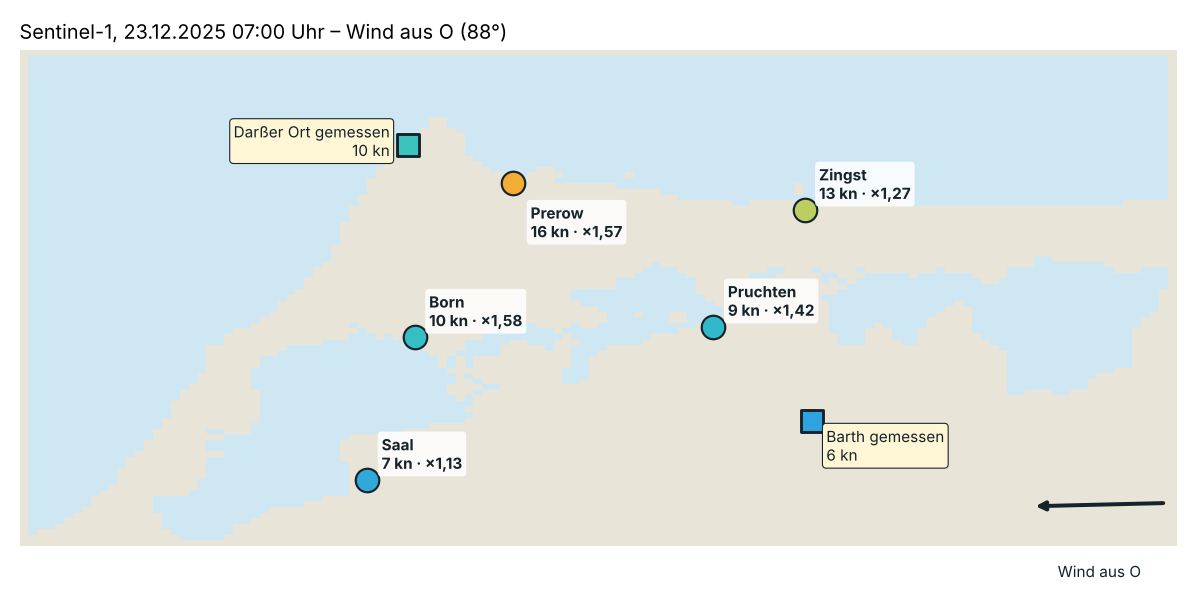 Sentinel-1, 23.12.2025 07:00 Uhr – Wind aus O (88°)
Darßer Ort gemessen
10 kn
Zingst
13 kn · ×1,27
Prerow
16 kn · ×1,57
Pruchten
9 kn · ×1,42
Born
10 kn · ×1,58
Barth gemessen
6 kn
Saal
7 kn · ×1,13
Wind aus O